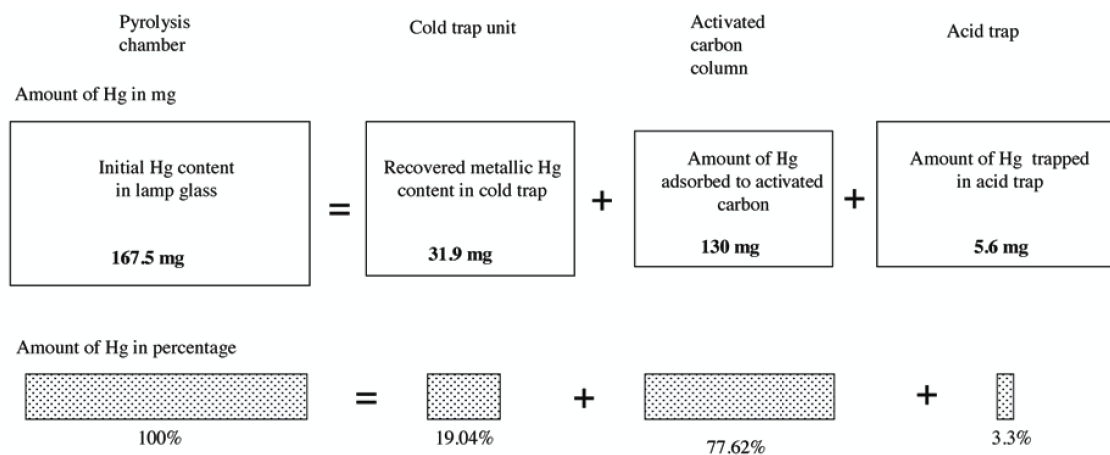 Pyrolysis
chamber
Cold trap unit
Activated
carbon
column
Acid trap
Amount of Hg in mg
Initial Hg content
in lamp glass
167.5 mg
=
Recovered metallic Hg
content in cold trap
31.9 mg
+
Amount of Hg
adsorbed to activated
carbon
130 mg
+
Amount of Hg trapped
in acid trap
5.6 mg
Amount of Hg in percentage
=
+
+
100%
19.04%
77.62%
3.3%